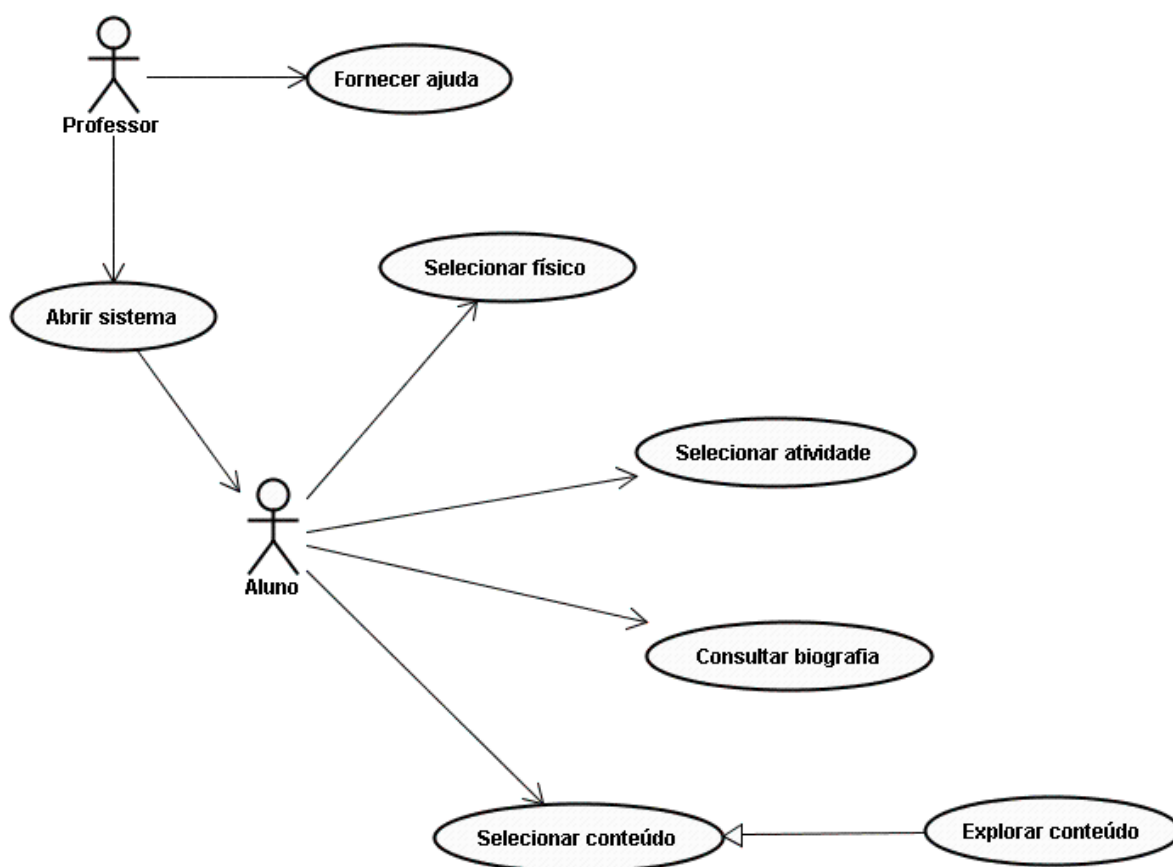 Fornecer ajuda
Professor
Selecionar físico
Abrir sistema
Selecionar atividade
Aluno
Consultar biografia
Selecionar conteúdo
Explorar conteúdo